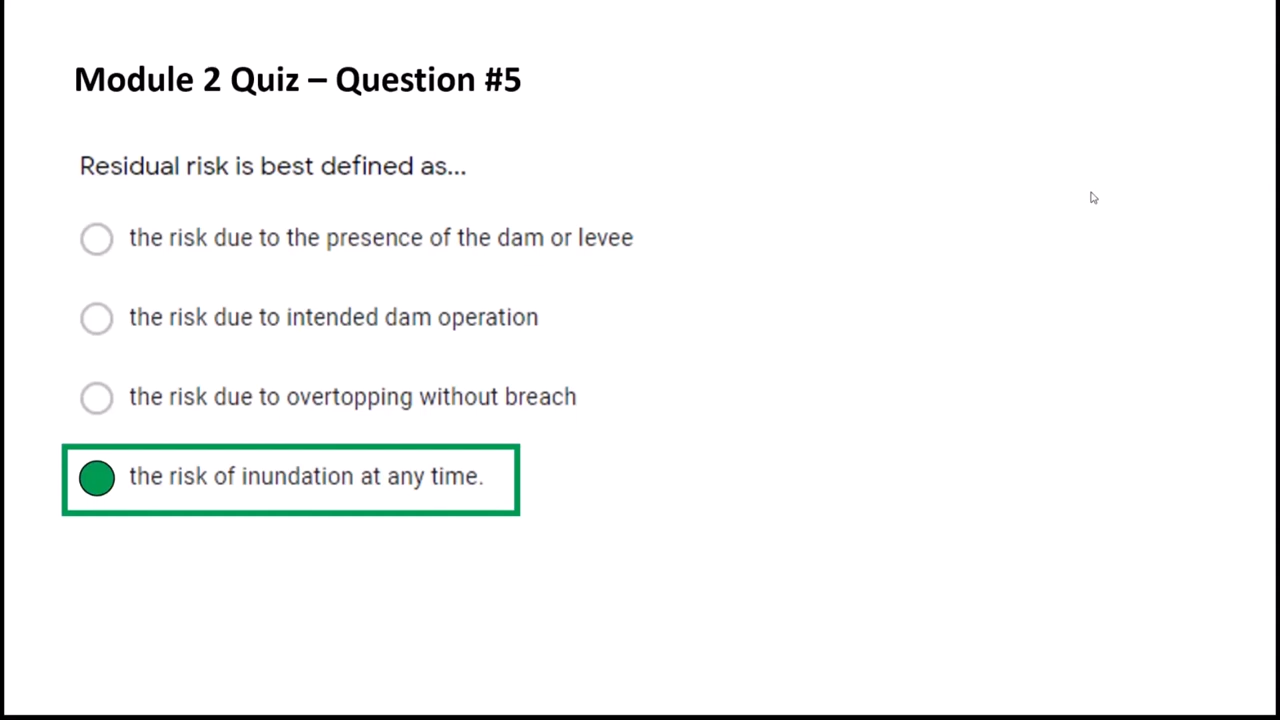 Module 2 Quiz – Question #5
Residual risk is best defined as...
the risk due to the presence of the dam or levee
the risk due to intended dam operation
the risk due to overtopping without breach
the risk of inundation at any time.